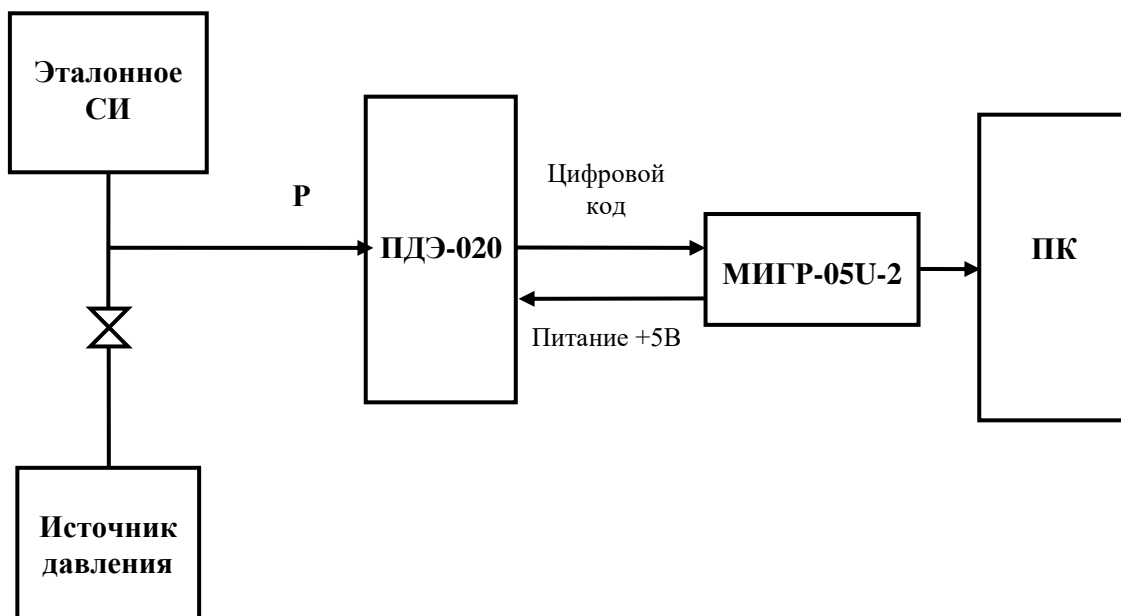 Эталонное
СИ
Р
ПДЭ-020
Цифровой
код
Питание +5В
МИГР-05U-2
ПК
Источник
давления